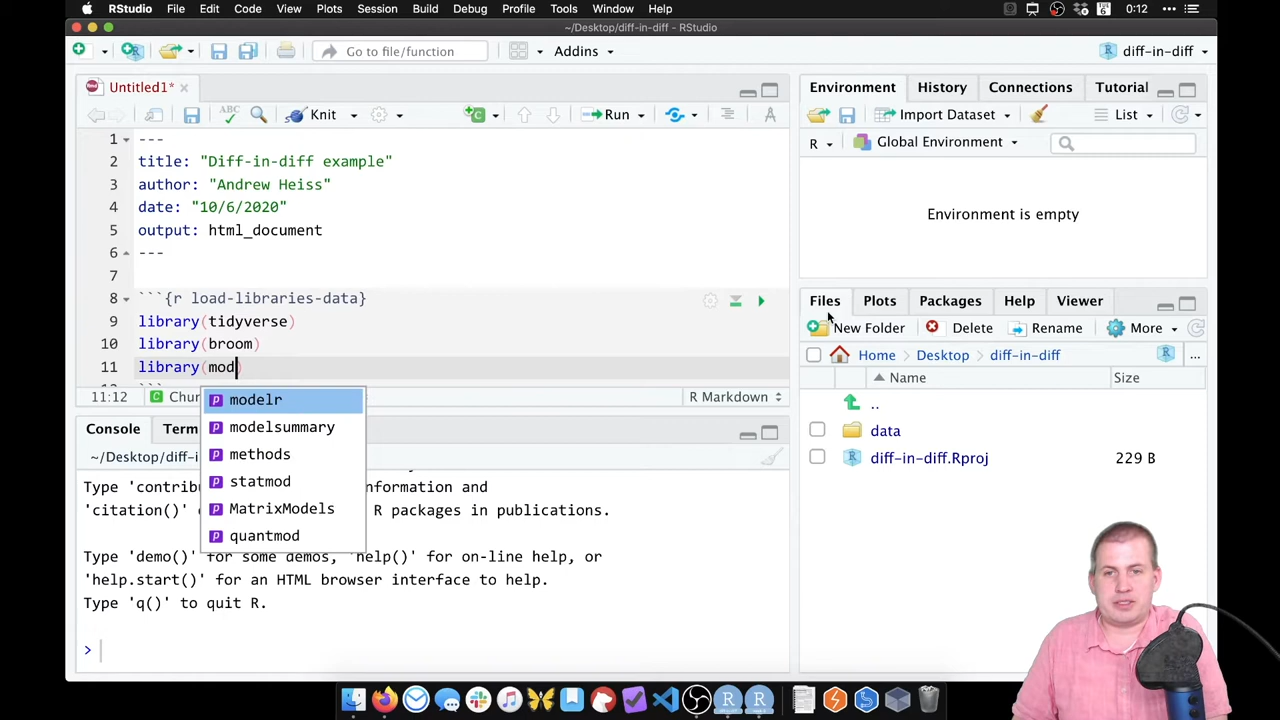 RStudio File Edit Code View Plots Session Build Debug Profile Tools Window Help TUE 6 0:12
~/Desktop/diff-in-diff - RStudio
Go to file/function Addins diff-in-diff
Untitled1*
ABC Knit Run
1 ---
2 title: "Diff-in-diff example"
3 author: "Andrew Heiss"
4 date: "10/6/2020"
5 output: html_document
6 ---
7
8 ```{r load-libraries-data}
9 library(tidyverse)
10 library(broom)
11 library(mod)
11:12 R Markdown
modelr
modelsummary
methods
statmod
MatrixModels
quantmod
Console
Type 'contri
'citation()' R packages in publications.
Type 'demo()' for some demos, 'help()' for on-line help, or
'help.start()' for an HTML browser interface to help.
Type 'q()' to quit R.
>
Environment History Connections Tutorial
Import Dataset List
R Global Environment
Environment is empty
Files Plots Packages Help Viewer
New Folder Delete Rename More
Home Desktop diff-in-diff ...
Name Size
..
data
diff-in-diff.Rproj 229 B